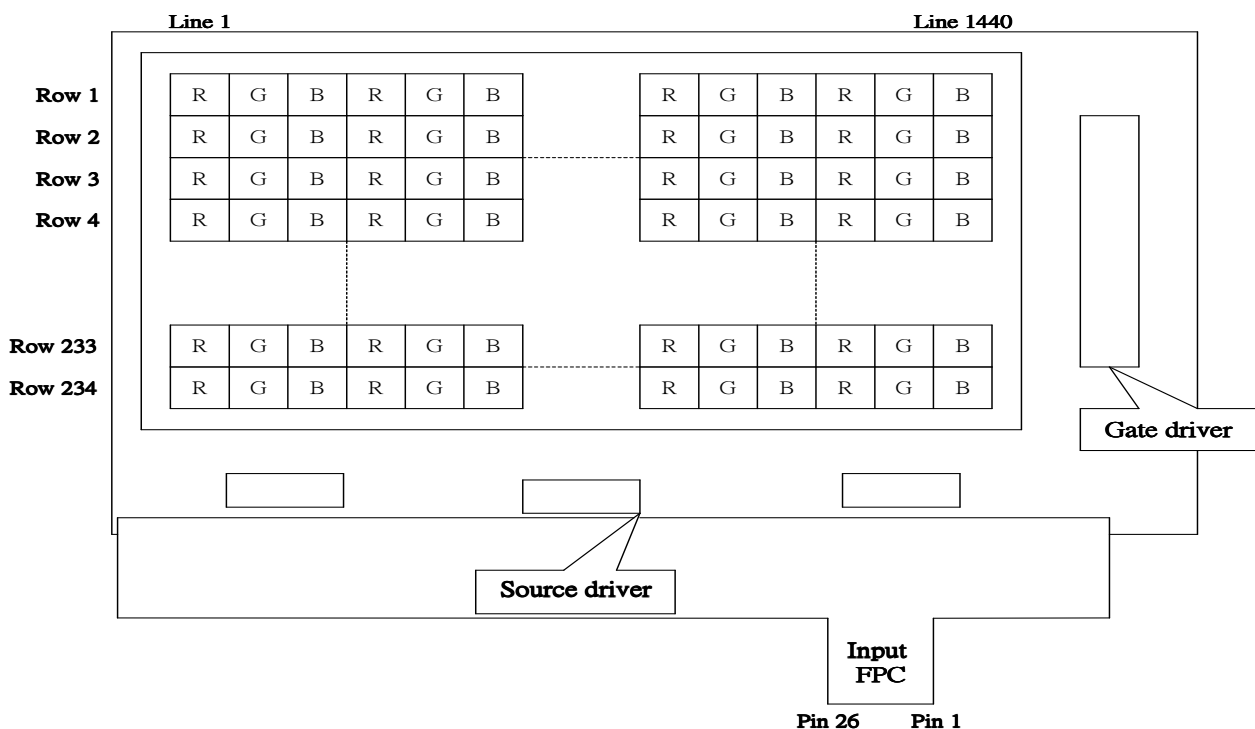 Line 1 Line 1440
Row 1 R G B R G B R G B R G B
Row 2 R G B R G B R G B R G B
Row 3 R G B R G B R G B R G B
Row 4 R G B R G B R G B R G B
Row 233 R G B R G B R G B R G B
Row 234 R G B R G B R G B R G B
Gate driver
Source driver
Input
FPC
Pin 26 Pin 1